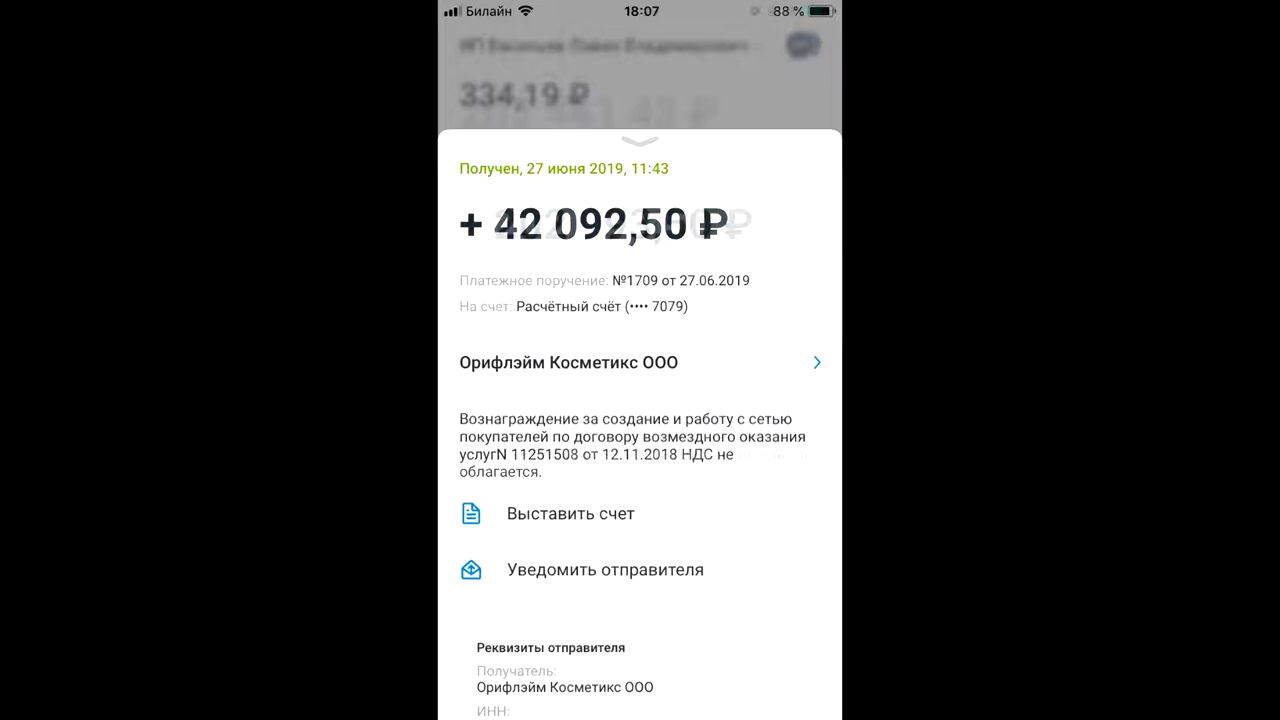 Билайн 18:07 88 %
334,19 ₽
Получен, 27 июня 2019, 11:43
+ 42 092,50 ₽
Платежное поручение: №1709 от 27.06.2019
На счет: Расчётный счёт (•••• 7079)
Орифлэйм Косметикс ООО
Вознаграждение за создание и работу с сетью
покупателей по договору возмездного оказания
услугN 11251508 от 12.11.2018 НДС не
облагается.
Выставить счет
Уведомить отправителя
Реквизиты отправителя
Получатель:
Орифлэйм Косметикс ООО
ИНН: